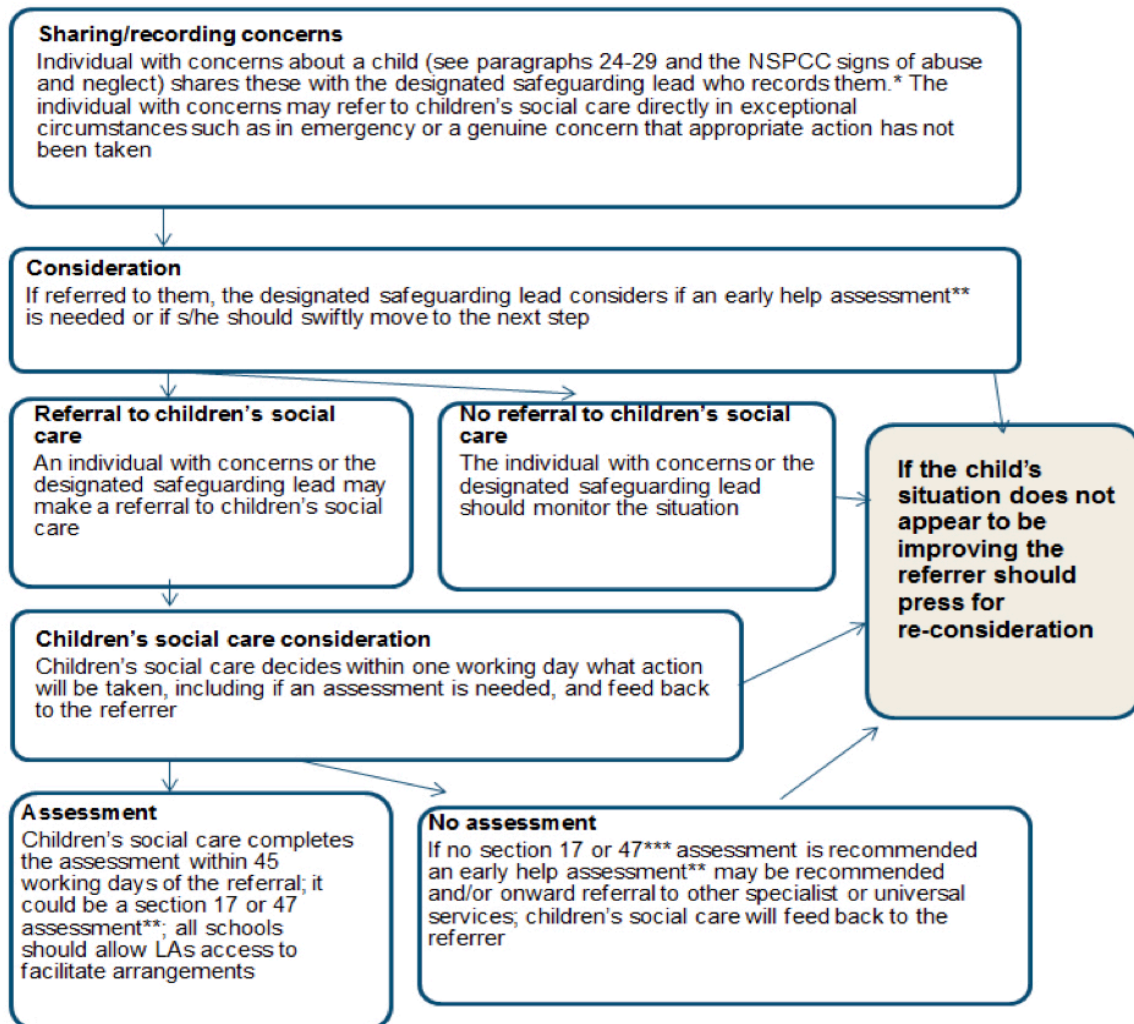 Sharing/recording concerns
Individual with concerns about a child (see paragraphs 24-29 and the NSPCC signs of abuse
and neglect) shares these with the designated safeguarding lead who records them.* The
individual with concerns may refer to children's social care directly in exceptional
circumstances such as in emergency or a genuine concern that appropriate action has not
been taken
Consideration
If referred to them, the designated safeguarding lead considers if an early help assessment**
is needed or if s/he should swiftly move to the next step
Referral to children's social
care
An individual with concerns or the
designated safeguarding lead may
make a referral to children's social
care
No referral to children's social
care
The individual with concerns or the
designated safeguarding lead
should monitor the situation
If the child's
situation does not
appear to be
improving the
referrer should
press for
re-consideration
Children's social care consideration
Children's social care decides within one working day what action
will be taken, including if an assessment is needed, and feed back
to the referrer
Assessment
Children's social care completes
the assessment within 45
working days of the referral; it
could be a section 17 or 47
assessment**; all schools
should allow LAs access to
facilitate arrangements
No assessment
If no section 17 or 47*** assessment is recommended
an early help assessment** may be recommended
and/or onward referral to other specialist or universal
services; children's social care will feed back to the
referrer